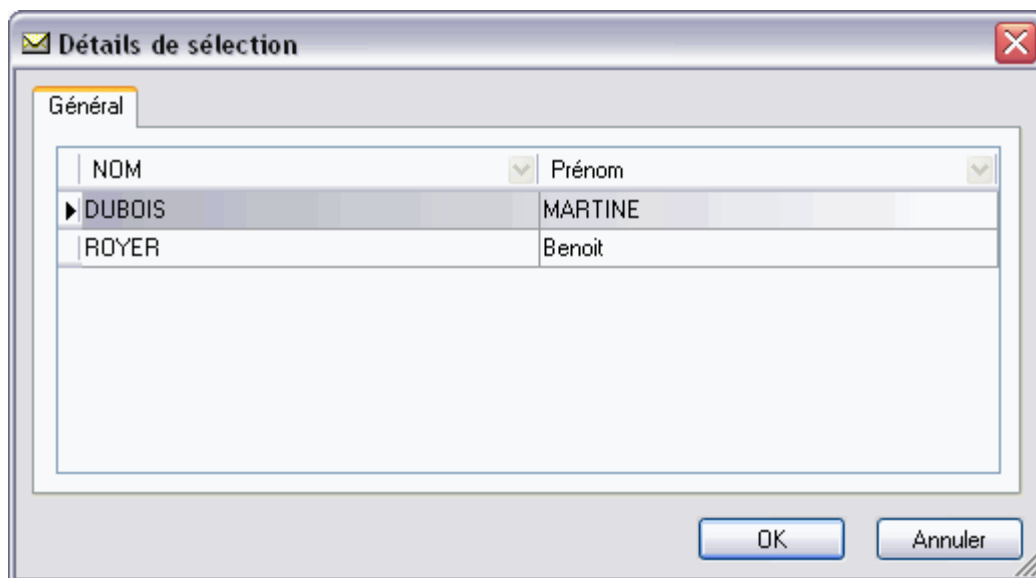 Détails de sélection
Général
NOM Prénom
DUBOIS MARTINE
ROYER Benoit
OK Annuler